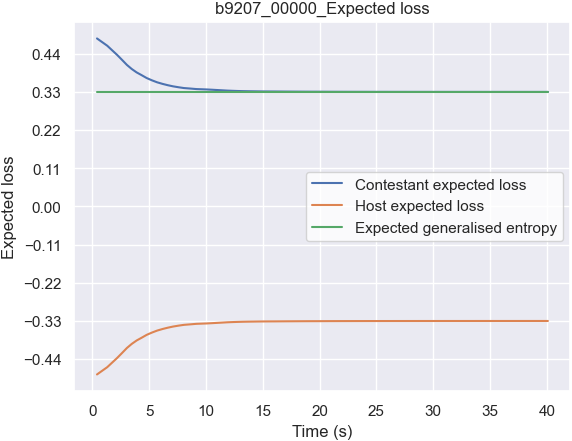 b9207_00000_Expected loss
Expected loss
0.44
0.33
0.22
0.11
0.00
−0.11
−0.22
−0.33
−0.44
Contestant expected loss
Host expected loss
Expected generalised entropy
0 5 10 15 20 25 30 35 40
Time (s)